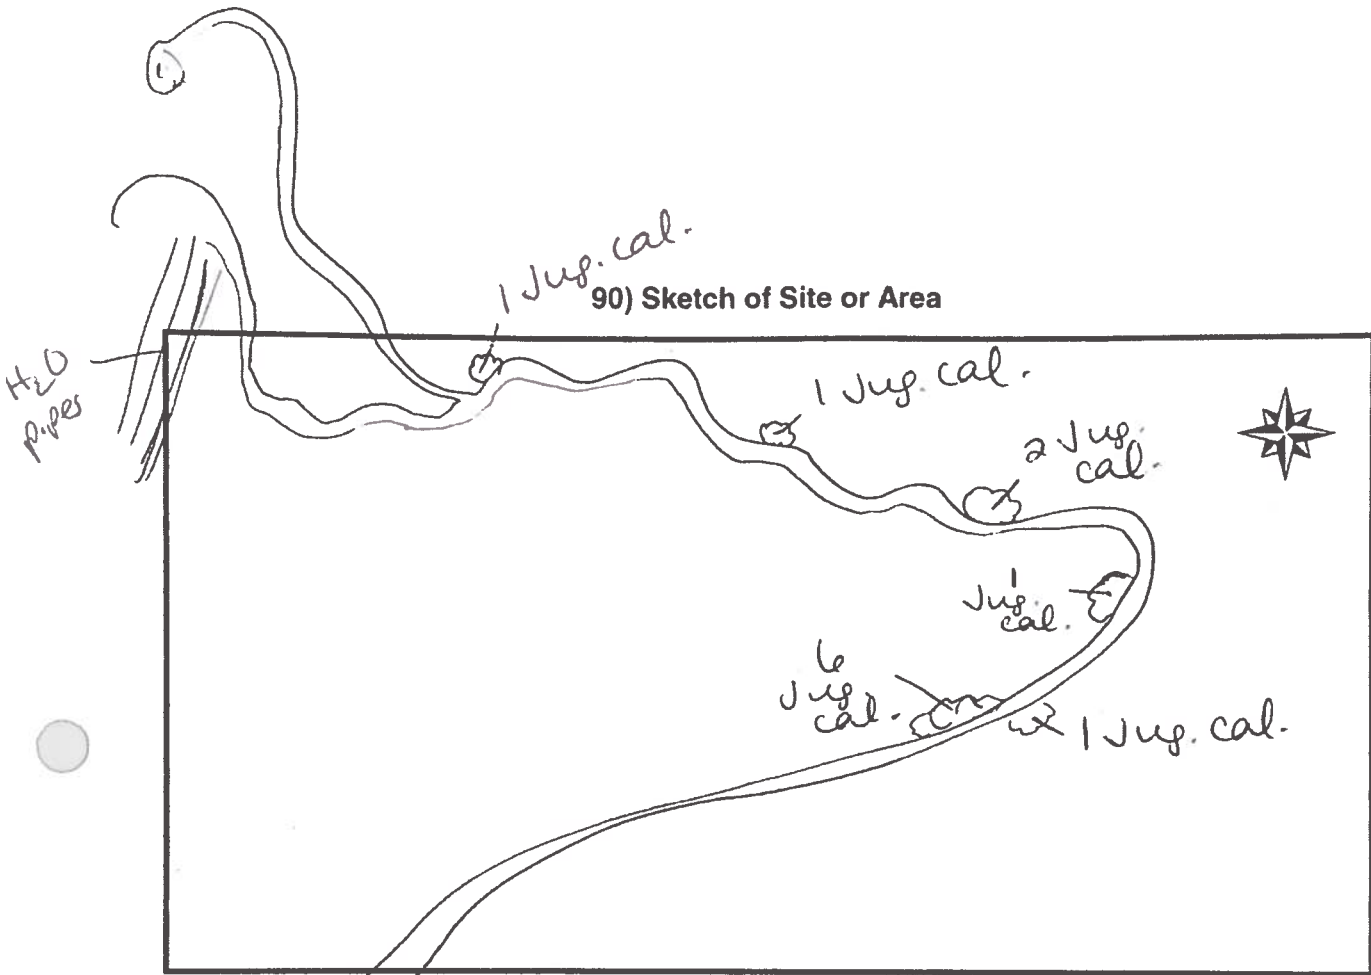 1 Jug. cal.
90) Sketch of Site or Area
H2O
pipes
1 Jug. cal.
2 Jug.
cal.
1
Jug.
cal.
6
Jug.
cal.
1 Jug. cal.